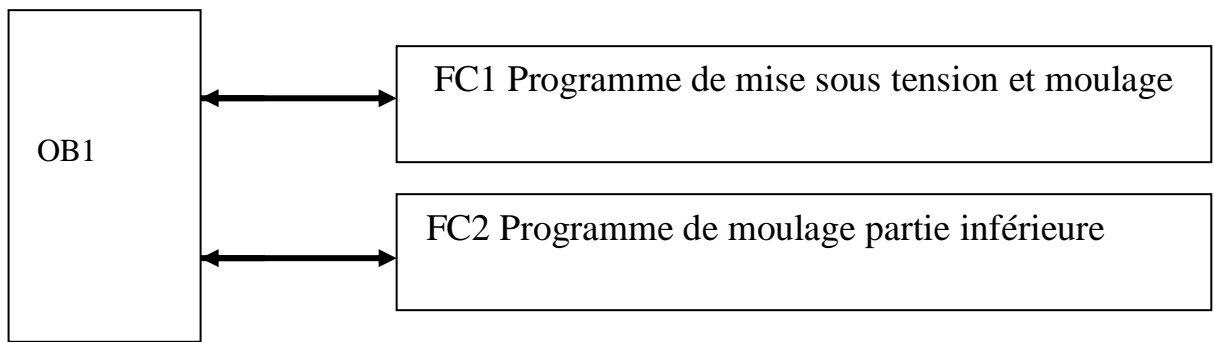 FC1 Programme de mise sous tension et moulage
OB1
FC2 Programme de moulage partie inférieure